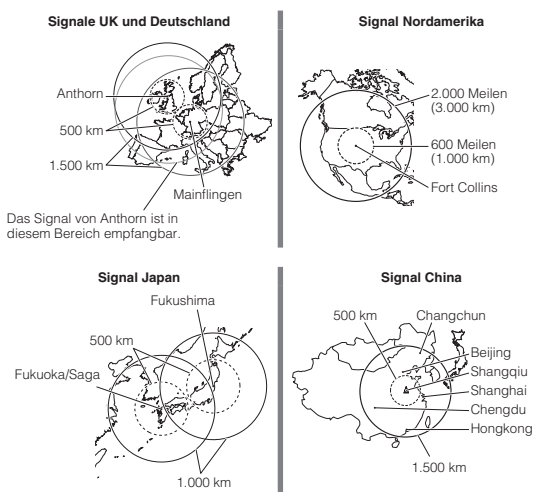 Signale UK und Deutschland
Anthorn
500 km
1.500 km
Mainflingen
Das Signal von Anthorn ist in
diesem Bereich empfangbar.
Signal Nordamerika
2.000 Meilen
(3.000 km)
600 Meilen
(1.000 km)
Fort Collins
Signal Japan
Fukushima
500 km
Fukuoka/Saga
1.000 km
Signal China
500 km
Changchun
Beijing
Shangqiu
Shanghai
Chengdu
Hongkong
1.500 km